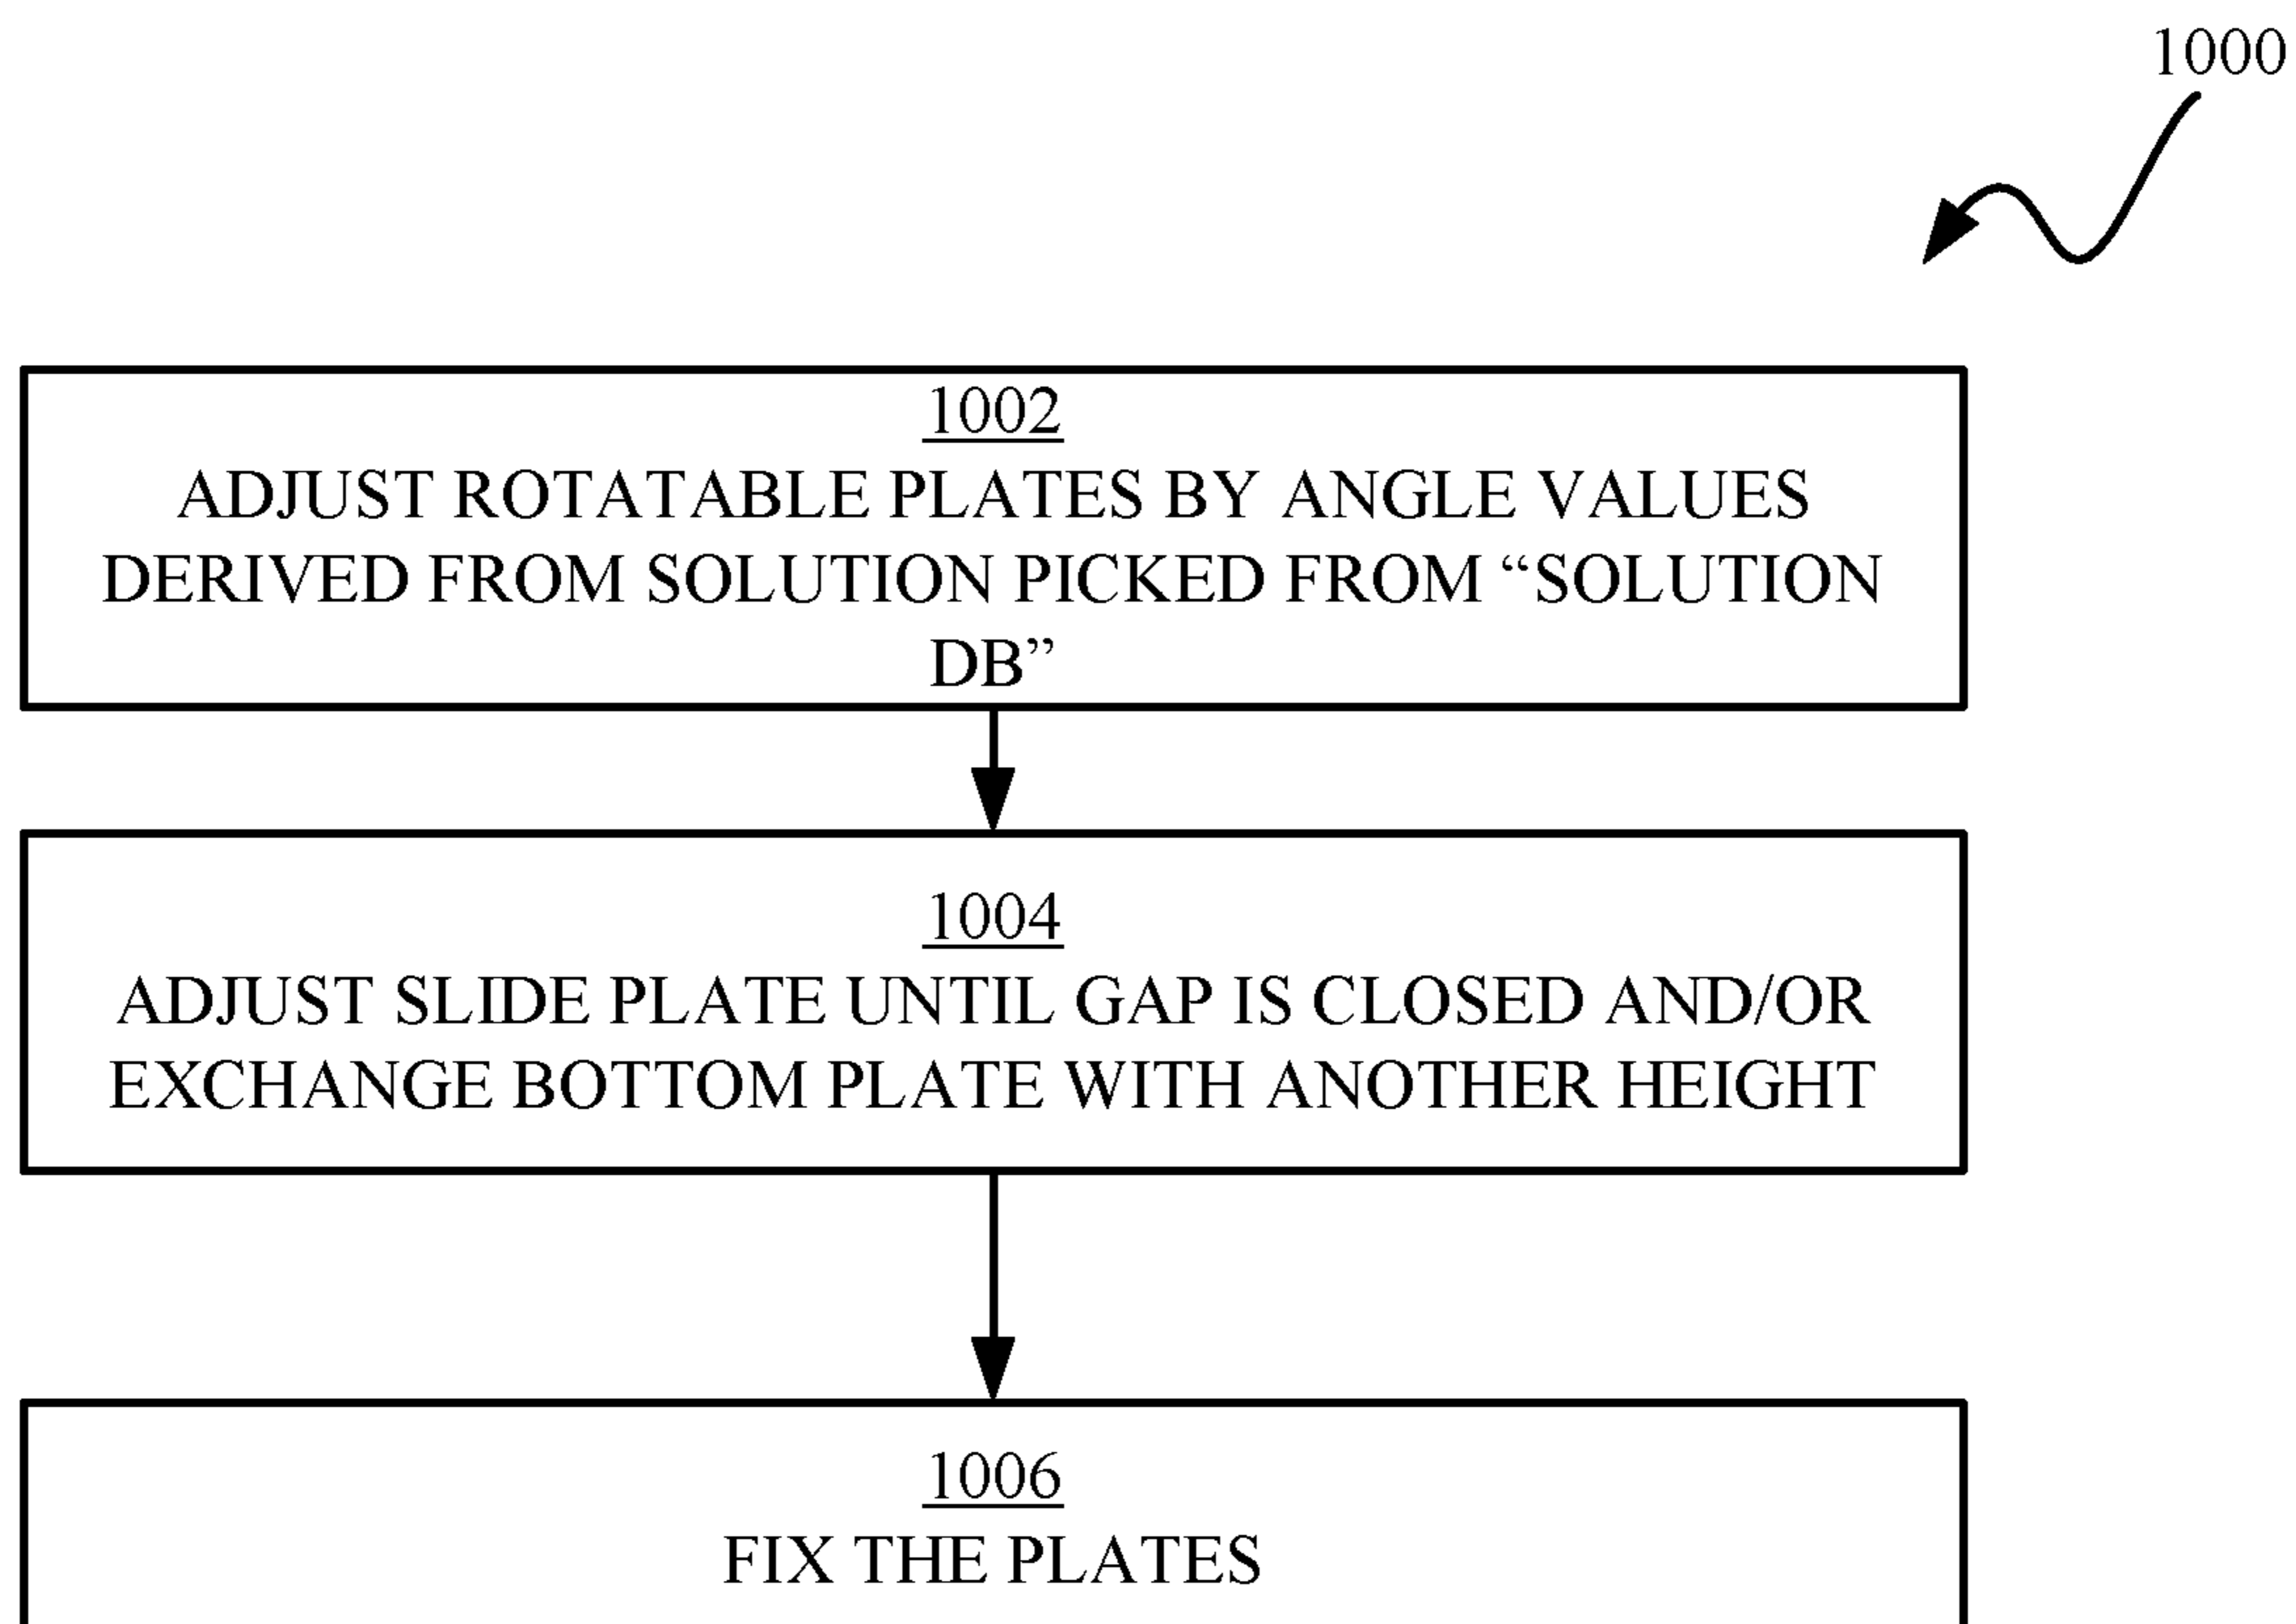 1000
1002
ADJUST ROTATABLE PLATES BY ANGLE VALUES
DERIVED FROM SOLUTION PICKED FROM “SOLUTION
DB”
1004
ADJUST SLIDE PLATE UNTIL GAP IS CLOSED AND/OR
EXCHANGE BOTTOM PLATE WITH ANOTHER HEIGHT
1006
FIX THE PLATES